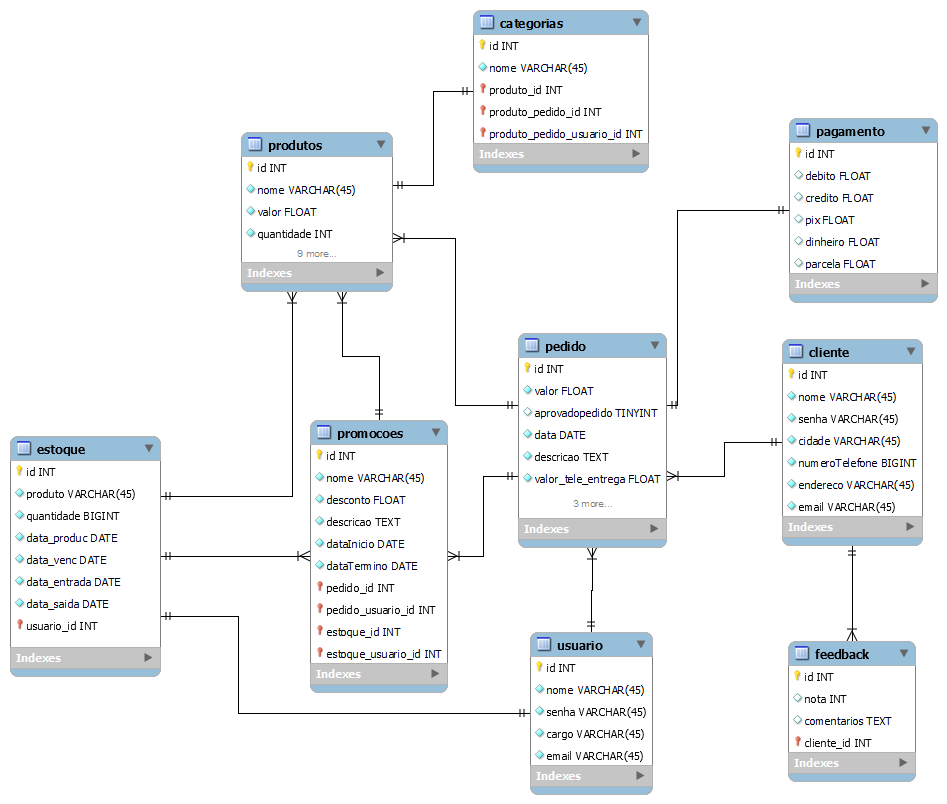 categorias
id INT
nome VARCHAR(45)
produto_id INT
produto_pedido_id INT
produto_pedido_usuario_id INT
Indexes
produtos
id INT
nome VARCHAR(45)
valor FLOAT
quantidade INT
9 more...
Indexes
pagamento
id INT
debito FLOAT
credito FLOAT
pix FLOAT
dinheiro FLOAT
parcela FLOAT
Indexes
pedido
id INT
valor FLOAT
aprovadopedido TINYINT
data DATE
descricao TEXT
valor_tele_entrega FLOAT
3 more...
Indexes
cliente
id INT
nome VARCHAR(45)
senha VARCHAR(45)
cidade VARCHAR(45)
numeroTelefone BIGINT
endereco VARCHAR(45)
email VARCHAR(45)
Indexes
estoque
id INT
produto VARCHAR(45)
quantidade BIGINT
data_produc DATE
data_venc DATE
data_entrada DATE
data_saida DATE
usuario_id INT
Indexes
promocoes
id INT
nome VARCHAR(45)
desconto FLOAT
descricao TEXT
dataInicio DATE
dataTermino DATE
pedido_id INT
pedido_usuario_id INT
estoque_id INT
estoque_usuario_id INT
Indexes
usuario
id INT
nome VARCHAR(45)
senha VARCHAR(45)
cargo VARCHAR(45)
email VARCHAR(45)
Indexes
feedback
id INT
nota INT
comentarios TEXT
cliente_id INT
Indexes